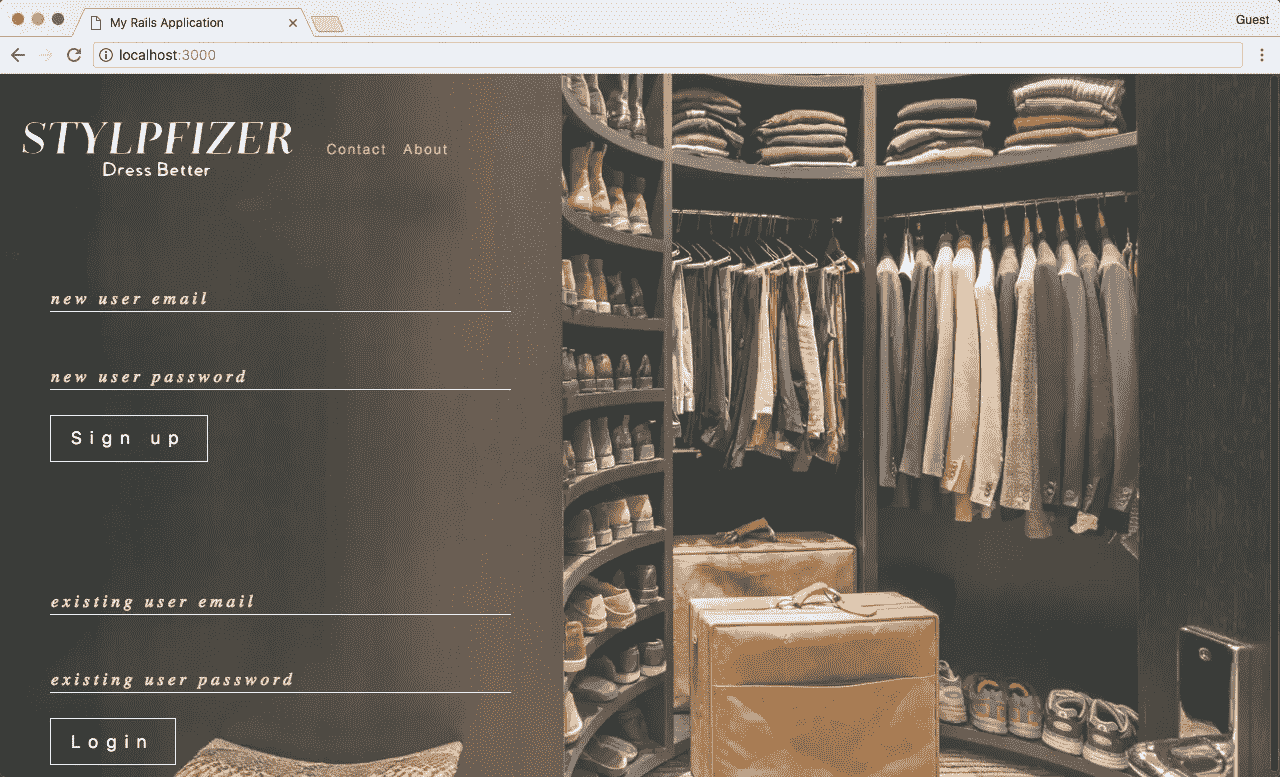 My Rails Application
Guest
localhost:3000
STYLPFIZER
Dress Better
Contact About
new user email
new user password
Sign up
existing user email
existing user password
Login